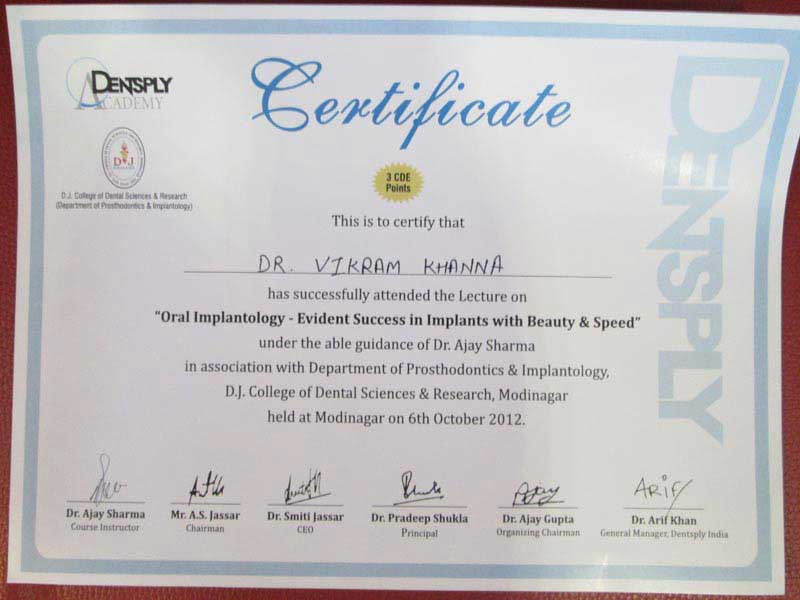 DENTSPLY
ACADEMY
Certificate
DENTSPLY
D J
D.J. College of Dental Sciences & Research
(Department of Prosthodontics & Implantology)
3 CDE
Points
This is to certify that
DR. VIKRAM KHANNA
has successfully attended the Lecture on
"Oral Implantology - Evident Success in Implants with Beauty & Speed"
under the able guidance of Dr. Ajay Sharma
in association with Department of Prosthodontics & Implantology,
D.J. College of Dental Sciences & Research, Modinagar
held at Modinagar on 6th October 2012.
Bhukla
Ajay
ARIF
Dr. Ajay Sharma
Course Instructor
Mr. A.S. Jassar
Chairman
Dr. Smiti Jassar
CEO
Dr. Pradeep Shukla
Principal
Dr. Ajay Gupta
Organizing Chairman
Dr. Arif Khan
General Manager, Dentsply India